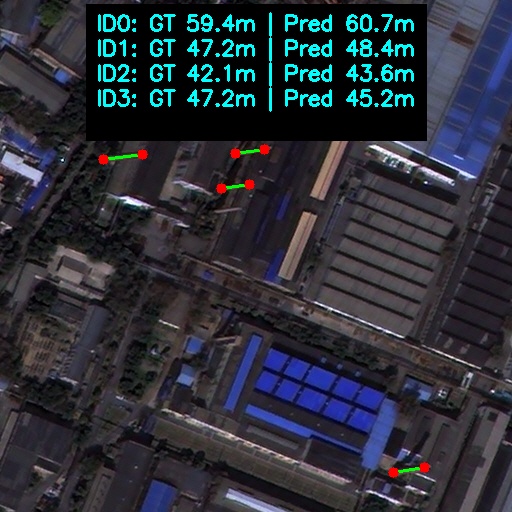 ID0: GT 59.4m | Pred 60.7m
ID1: GT 47.2m | Pred 48.4m
ID2: GT 42.1m | Pred 43.6m
ID3: GT 47.2m | Pred 45.2m